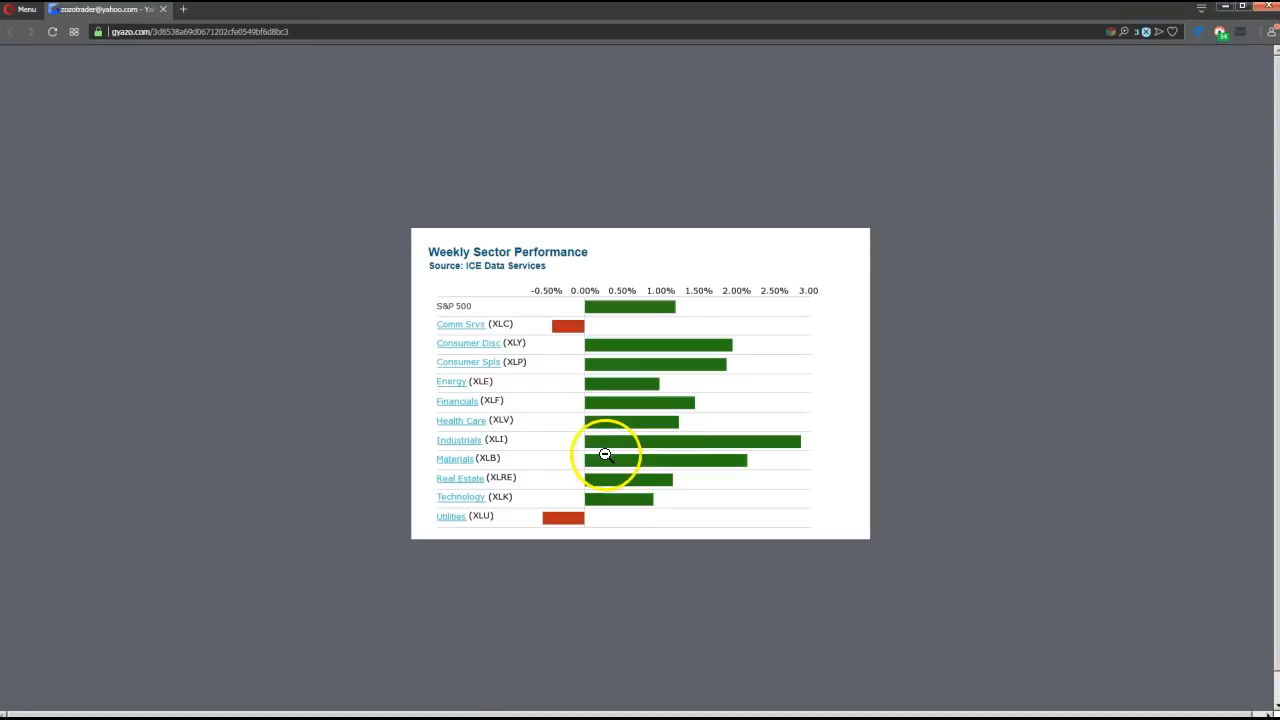 Menu
zozotrader@yahoo.com - Ya
gyazo.com/3d8538a69d0671202cfe0549bf6d8bc3
3
34
Weekly Sector Performance
Source: ICE Data Services
-0.50% 0.00% 0.50% 1.00% 1.50% 2.00% 2.50% 3.00
S&P 500
Comm Srvs (XLC)
Consumer Disc (XLY)
Consumer Spls (XLP)
Energy (XLE)
Financials (XLF)
Health Care (XLV)
Industrials (XLI)
Materials (XLB)
Real Estate (XLRE)
Technology (XLK)
Utilities (XLU)